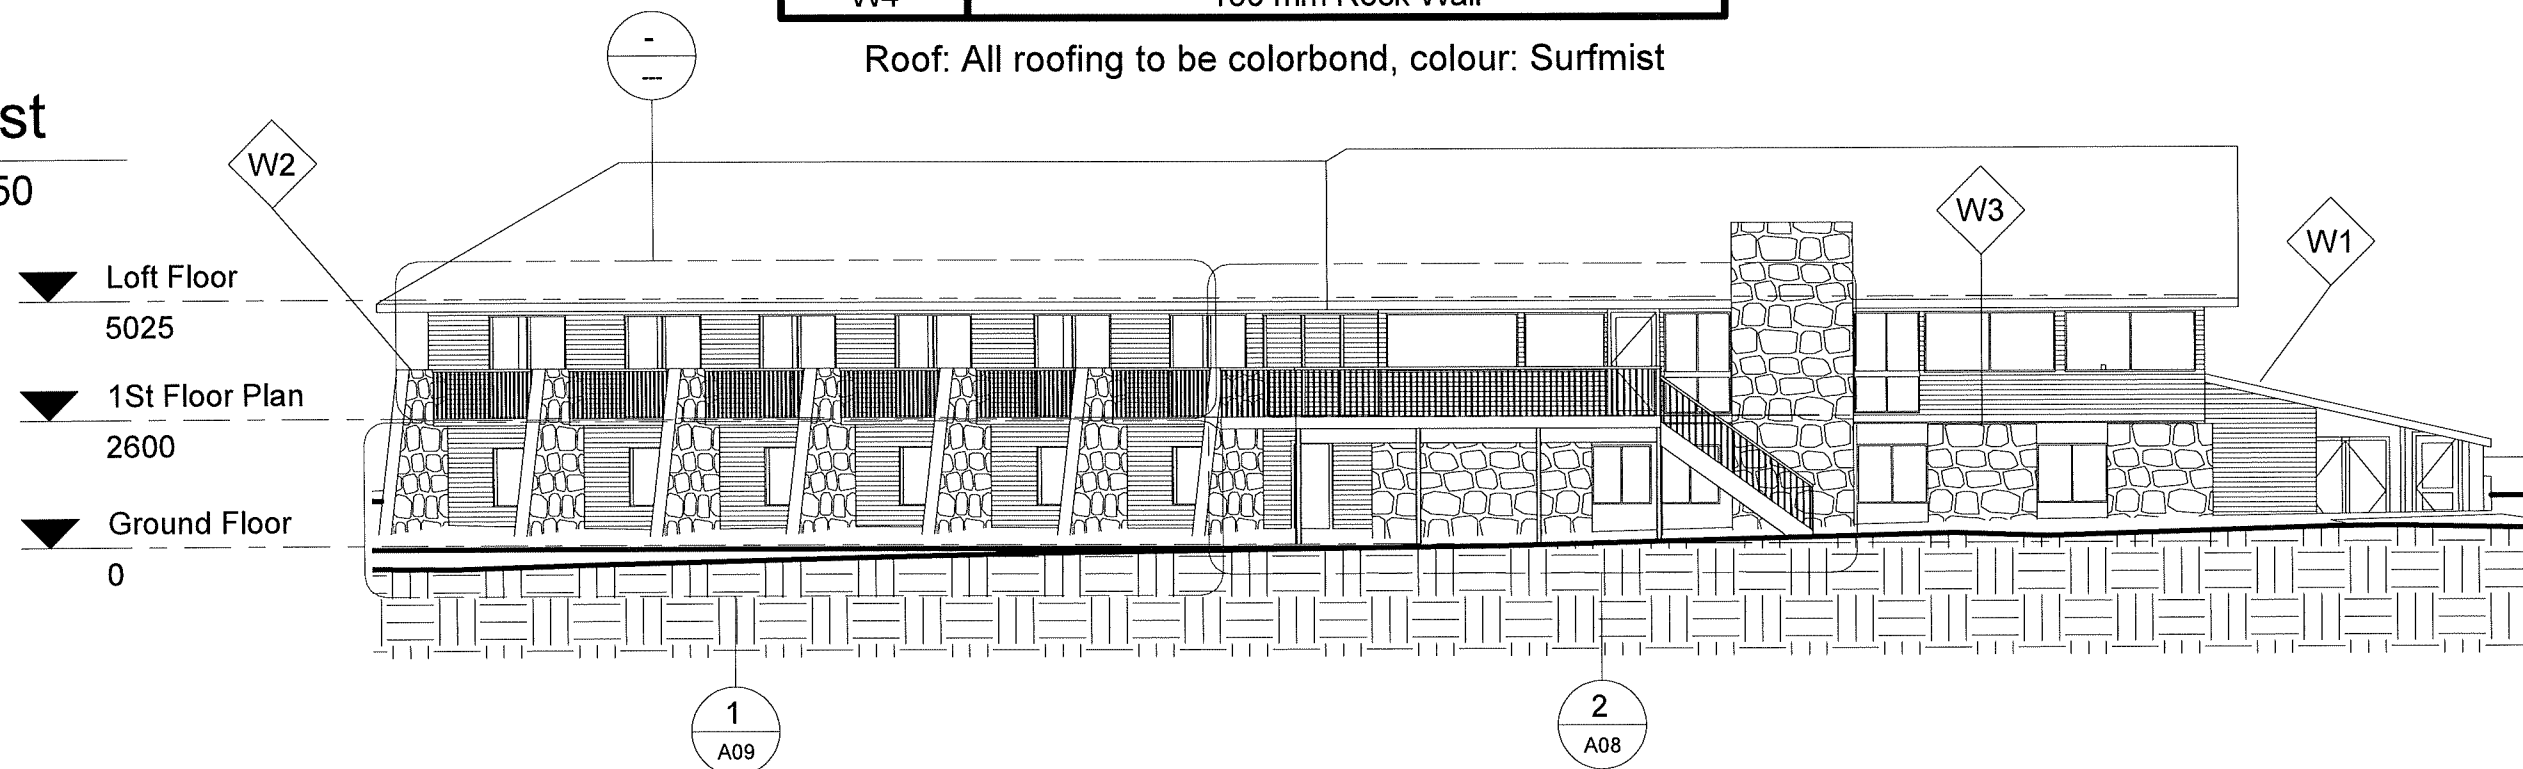 W4
Roof: All roofing to be colorbond, colour: Surfmist
-
---
st
50
W2
W3
W1
Loft Floor
5025
1St Floor Plan
2600
Ground Floor
0
1
A09
2
A08